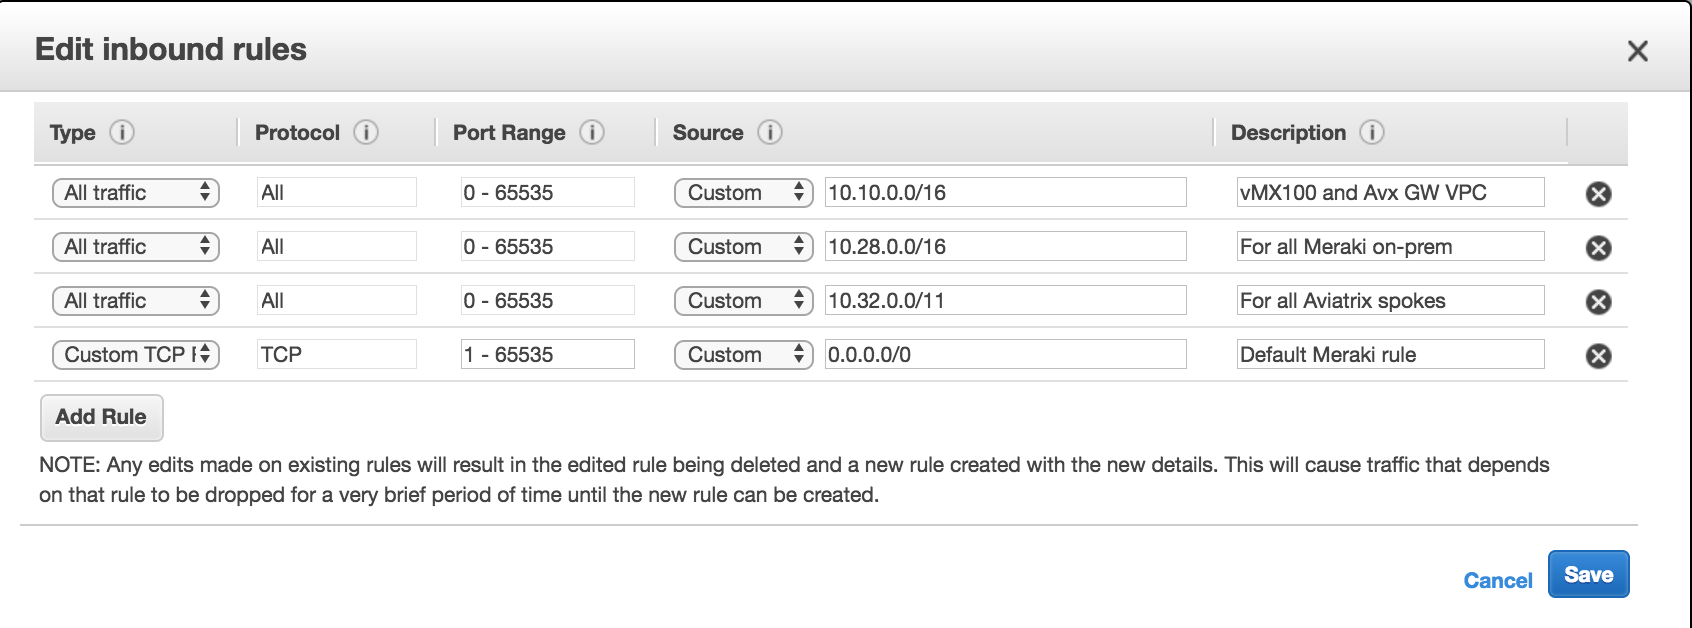 Edit inbound rules
Type Protocol Port Range Source Description
All traffic All 0 - 65535 Custom 10.10.0.0/16 vMX100 and Avx GW VPC
All traffic All 0 - 65535 Custom 10.28.0.0/16 For all Meraki on-prem
All traffic All 0 - 65535 Custom 10.32.0.0/11 For all Aviatrix spokes
Custom TCP TCP 1 - 65535 Custom 0.0.0.0/0 Default Meraki rule
Add Rule
NOTE: Any edits made on existing rules will result in the edited rule being deleted and a new rule created with the new details. This will cause traffic that depends
on that rule to be dropped for a very brief period of time until the new rule can be created.
Cancel Save